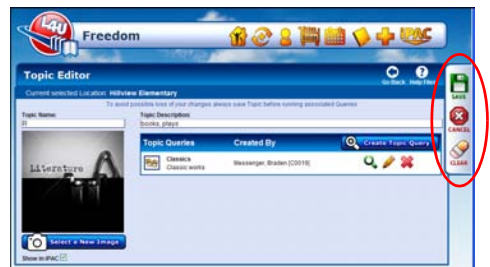 L4U
Freedom
iPAC
Topic Editor
Go Back Help Files
Current selected Location: Hillview Elementary
To avoid possible loss of your changes always save Topic before running associated Queries
Topic Name:
Topic Description:
books, plays
Topic Queries
Created By
Create Topic Query
Classics
Classic works
Messenger, Braden [C0019]
Literature
Select a New Image
Show in iPAC
SAVE
CANCEL
CLEAR